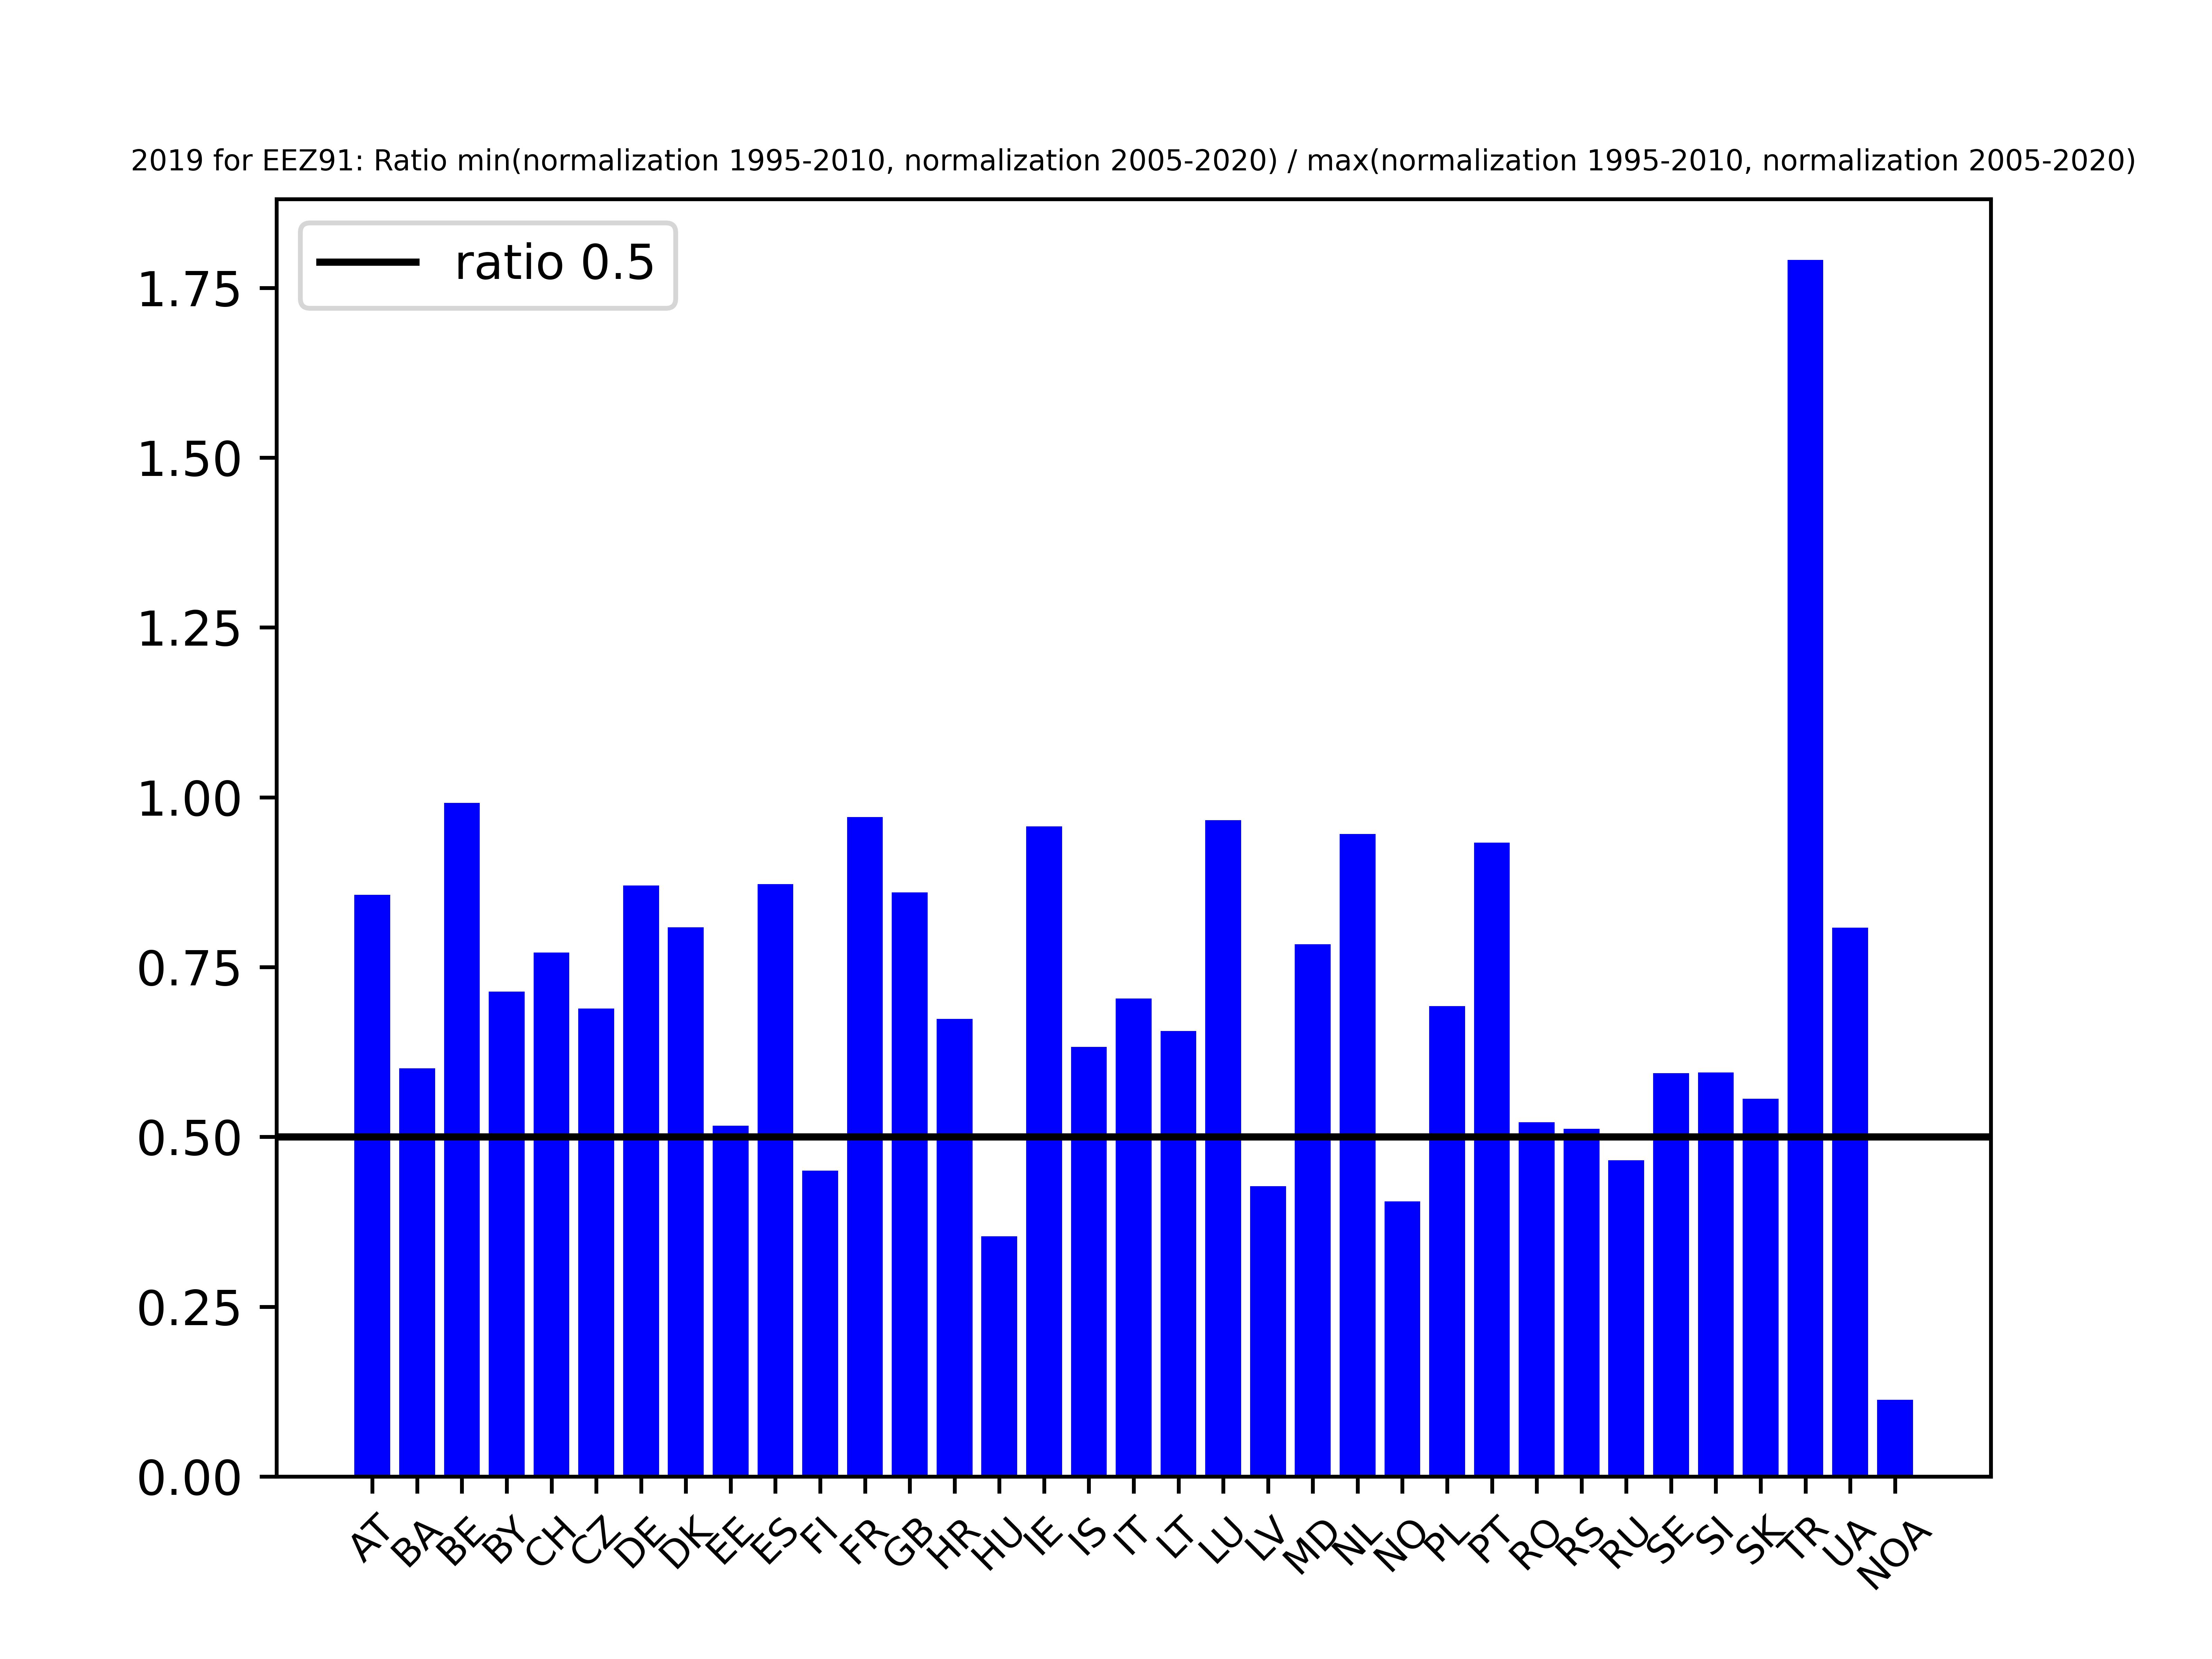 2019 for EEZ91: Ratio min(normalization 1995-2010, normalization 2005-2020) / max(normalization 1995-2010, normalization 2005-2020)
ratio 0.5
1.75
1.50
1.25
1.00
0.75
0.50
0.25
0.00
AT BA BE BY CH CZ DE DK EE ES FI FR GB HR HU IE IS IT LT LU LV MD NL NO PL PT RO RS RU SE SI SK TR UA NOA